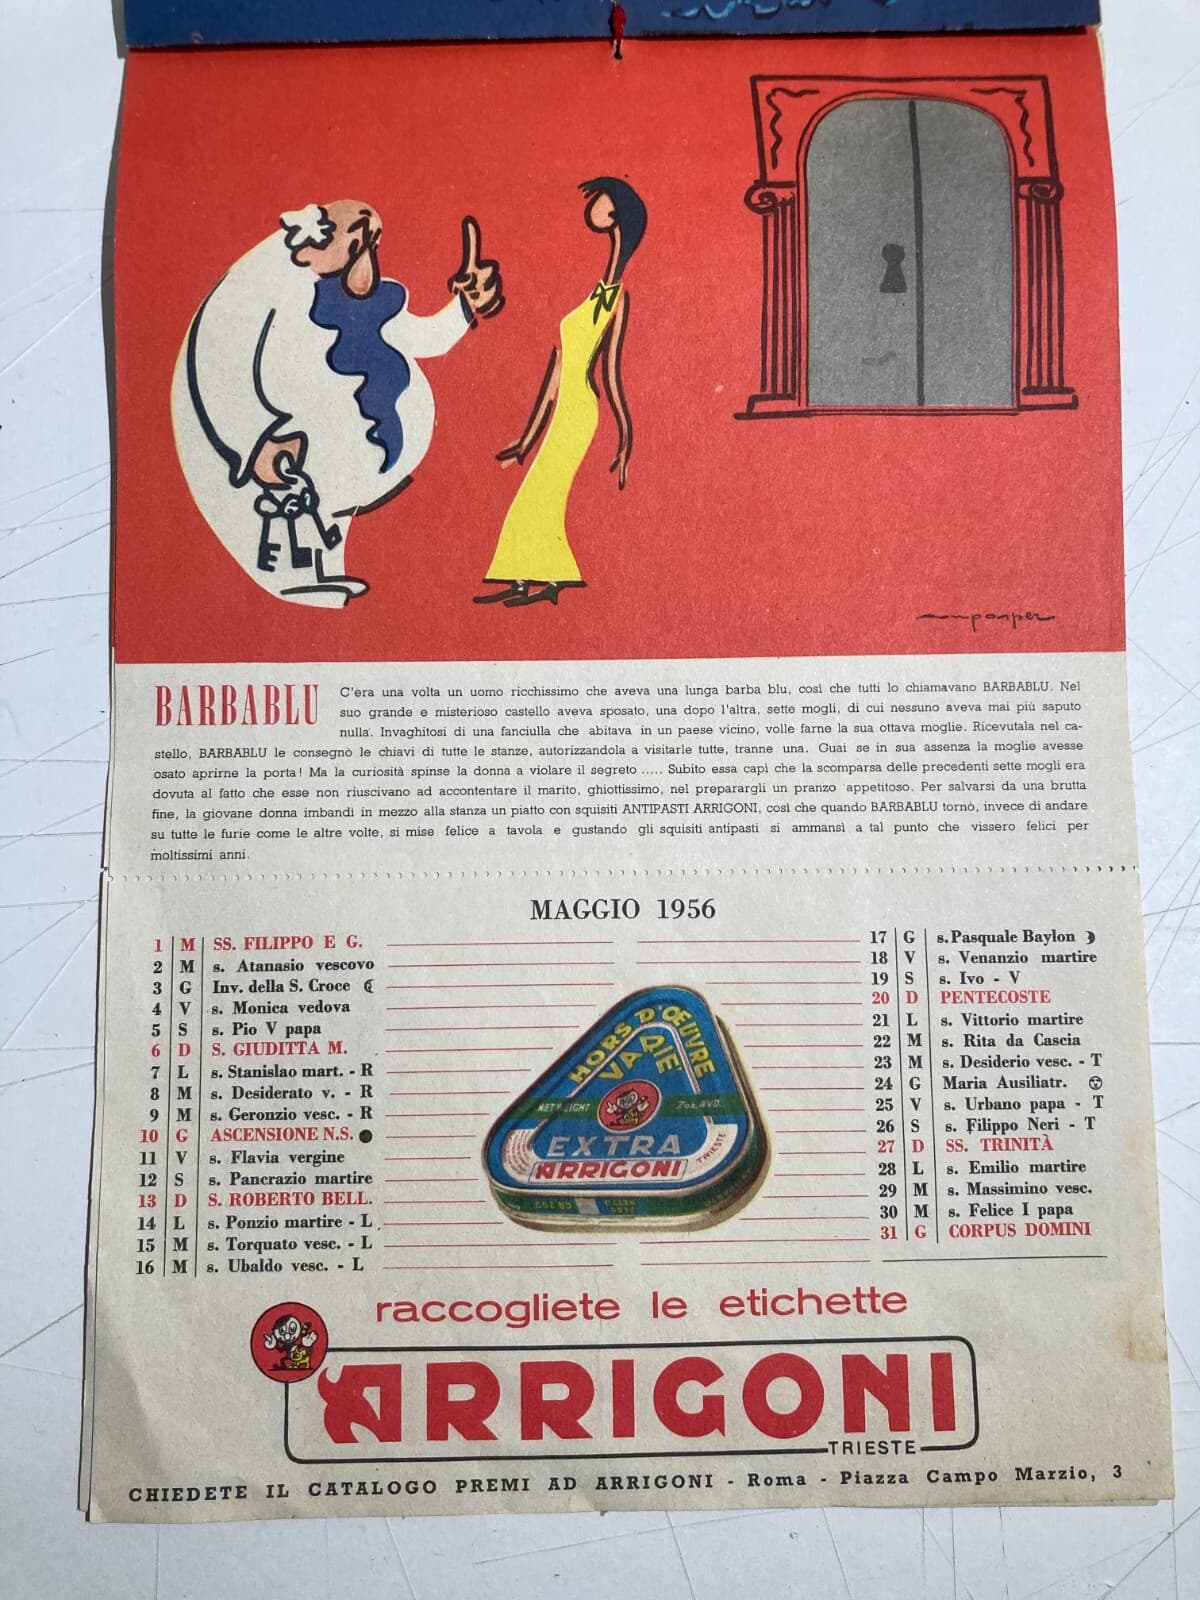 BARBABLU
C'era una volta un uomo ricchissimo che aveva una lunga barba blu, così che tutti lo chiamavano BARBABLU. Nel
suo grande e misterioso castello aveva sposato, una dopo l'altra, sette mogli, di cui nessuno aveva mai più saputo
nulla. Invaghitosi di una fanciulla che abitava in un paese vicino, volle farne la sua ottava moglie. Ricevutala nel ca-
stello, BARBABLU le consegnò le chiavi di tutte le stanze, autorizzandola a visitarle tutte, tranne una. Guai se in sua assenza la moglie avesse
osato aprirne la porta! Ma la curiosità spinse la donna a violare il segreto ..... Subito essa capì che la scomparsa delle precedenti sette mogli era
dovuta al fatto che esse non riuscivano ad accontentare il marito, ghiottissimo, nel preparargli un pranzo appetitoso. Per salvarsi da una brutta
fine, la giovane donna imbandì in mezzo alla stanza un piatto con squisiti ANTIPASTI ARRIGONI, così che quando BARBABLU tornò, invece di andare
su tutte le furie come le altre volte, si mise felice a tavola e gustando gli squisiti antipasti si ammansì a tal punto che vissero felici per
moltissimi anni.
MAGGIO 1956
1 M SS. FILIPPO E G.
2 M s. Atanasio vescovo
3 G Inv. della S. Croce
4 V s. Monica vedova
5 S s. Pio V papa
6 D S. GIUDITTA M.
7 L s. Stanislao mart. - R
8 M s. Desiderato v. - R
9 M s. Geronzio vesc. - R
10 G ASCENSIONE N.S.
11 V s. Flavia vergine
12 S s. Pancrazio martire
13 D S. ROBERTO BELL.
14 L s. Ponzio martire - L
15 M s. Torquato vesc. - L
16 M s. Ubaldo vesc. - L
17 G s. Pasquale Baylon
18 V s. Venanzio martire
19 S s. Ivo - V
20 D PENTECOSTE
21 L s. Vittorio martire
22 M s. Rita da Cascia
23 M s. Desiderio vesc. - T
24 G Maria Ausiliatr.
25 V s. Urbano papa - T
26 S s. Filippo Neri - T
27 D SS. TRINITÀ
28 L s. Emilio martire
29 M s. Massimino vesc.
30 M s. Felice I papa
31 G CORPUS DOMINI
HORS D'ŒUVRE
VARIE'
NET WEIGHT 7 oz. AVD.
EXTRA
ARRIGONI
TRIESTE
raccogliete le etichette
ARRIGONI
TRIESTE
CHIEDETE IL CATALOGO PREMI AD ARRIGONI - Roma - Piazza Campo Marzio, 3